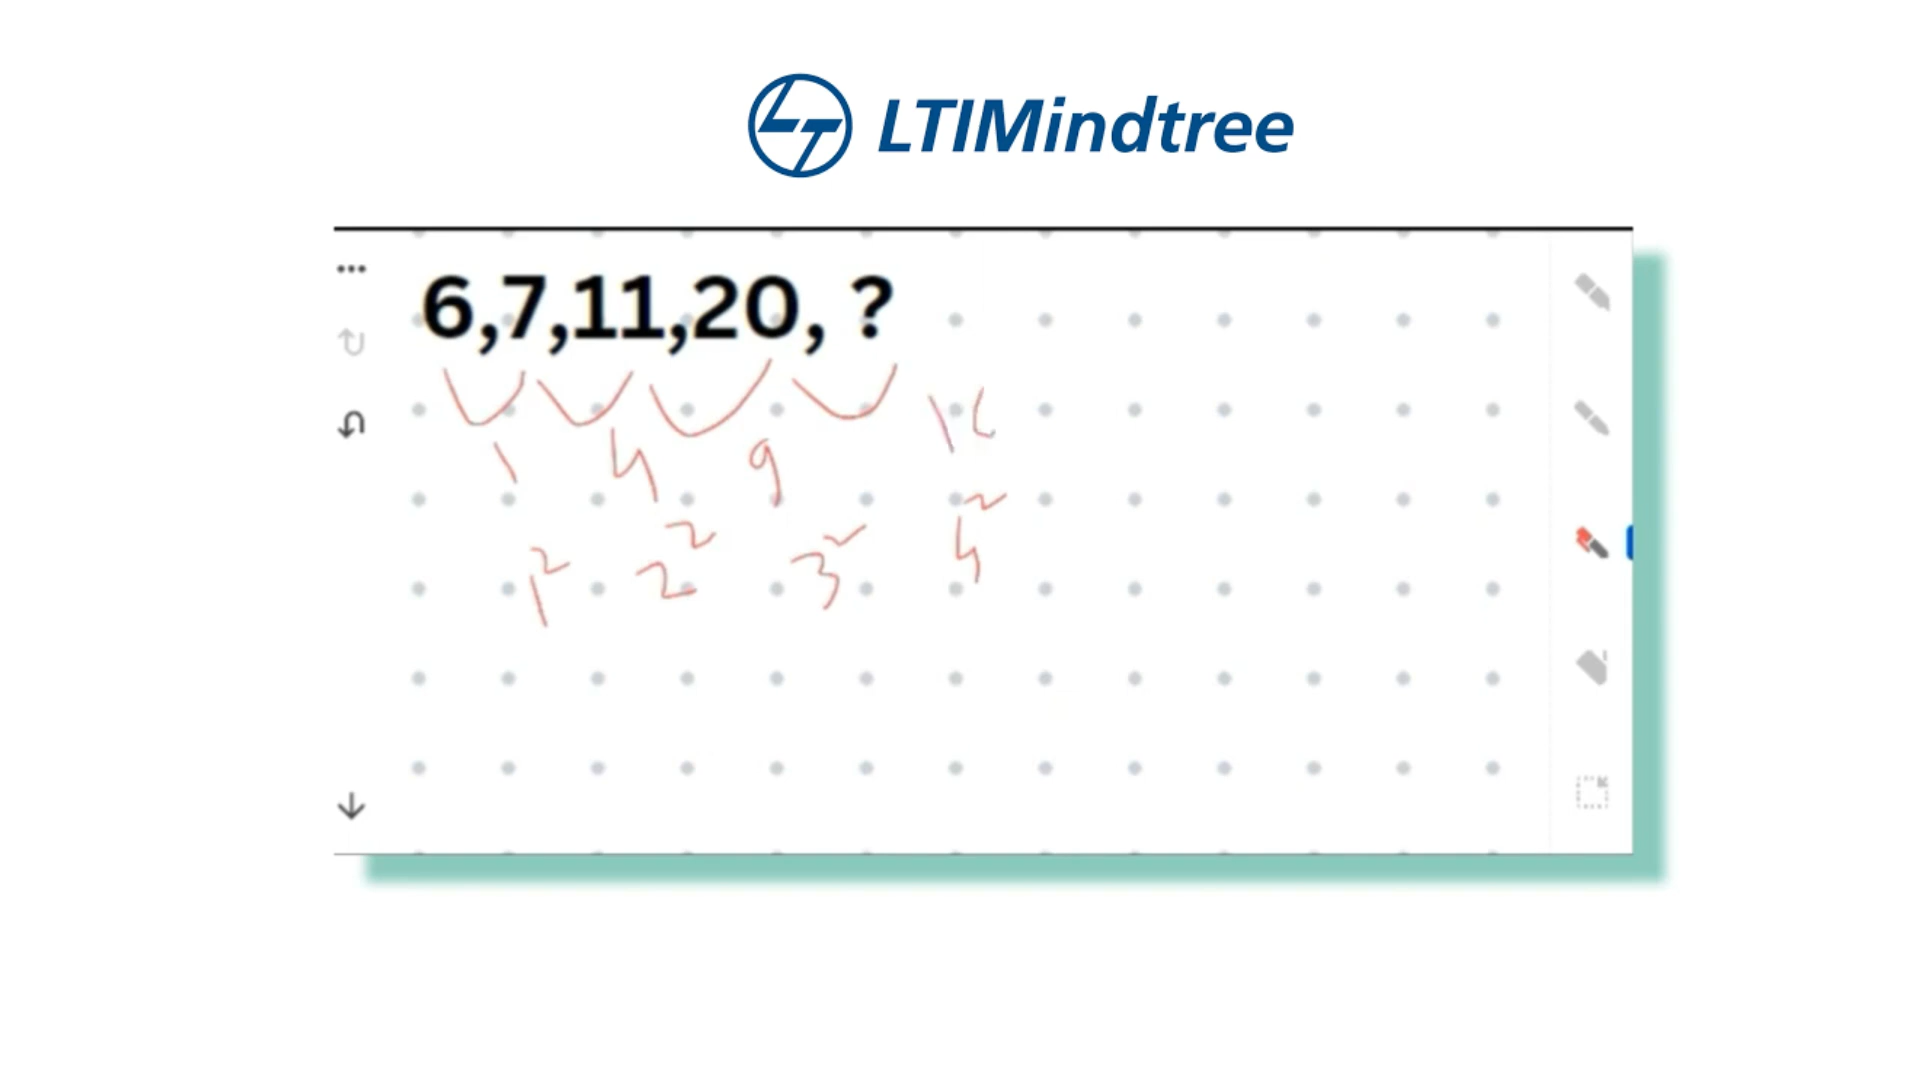 LTIMindtree
6,7,11,20, ?
1 4 9 16
1² 2² 3² 4²